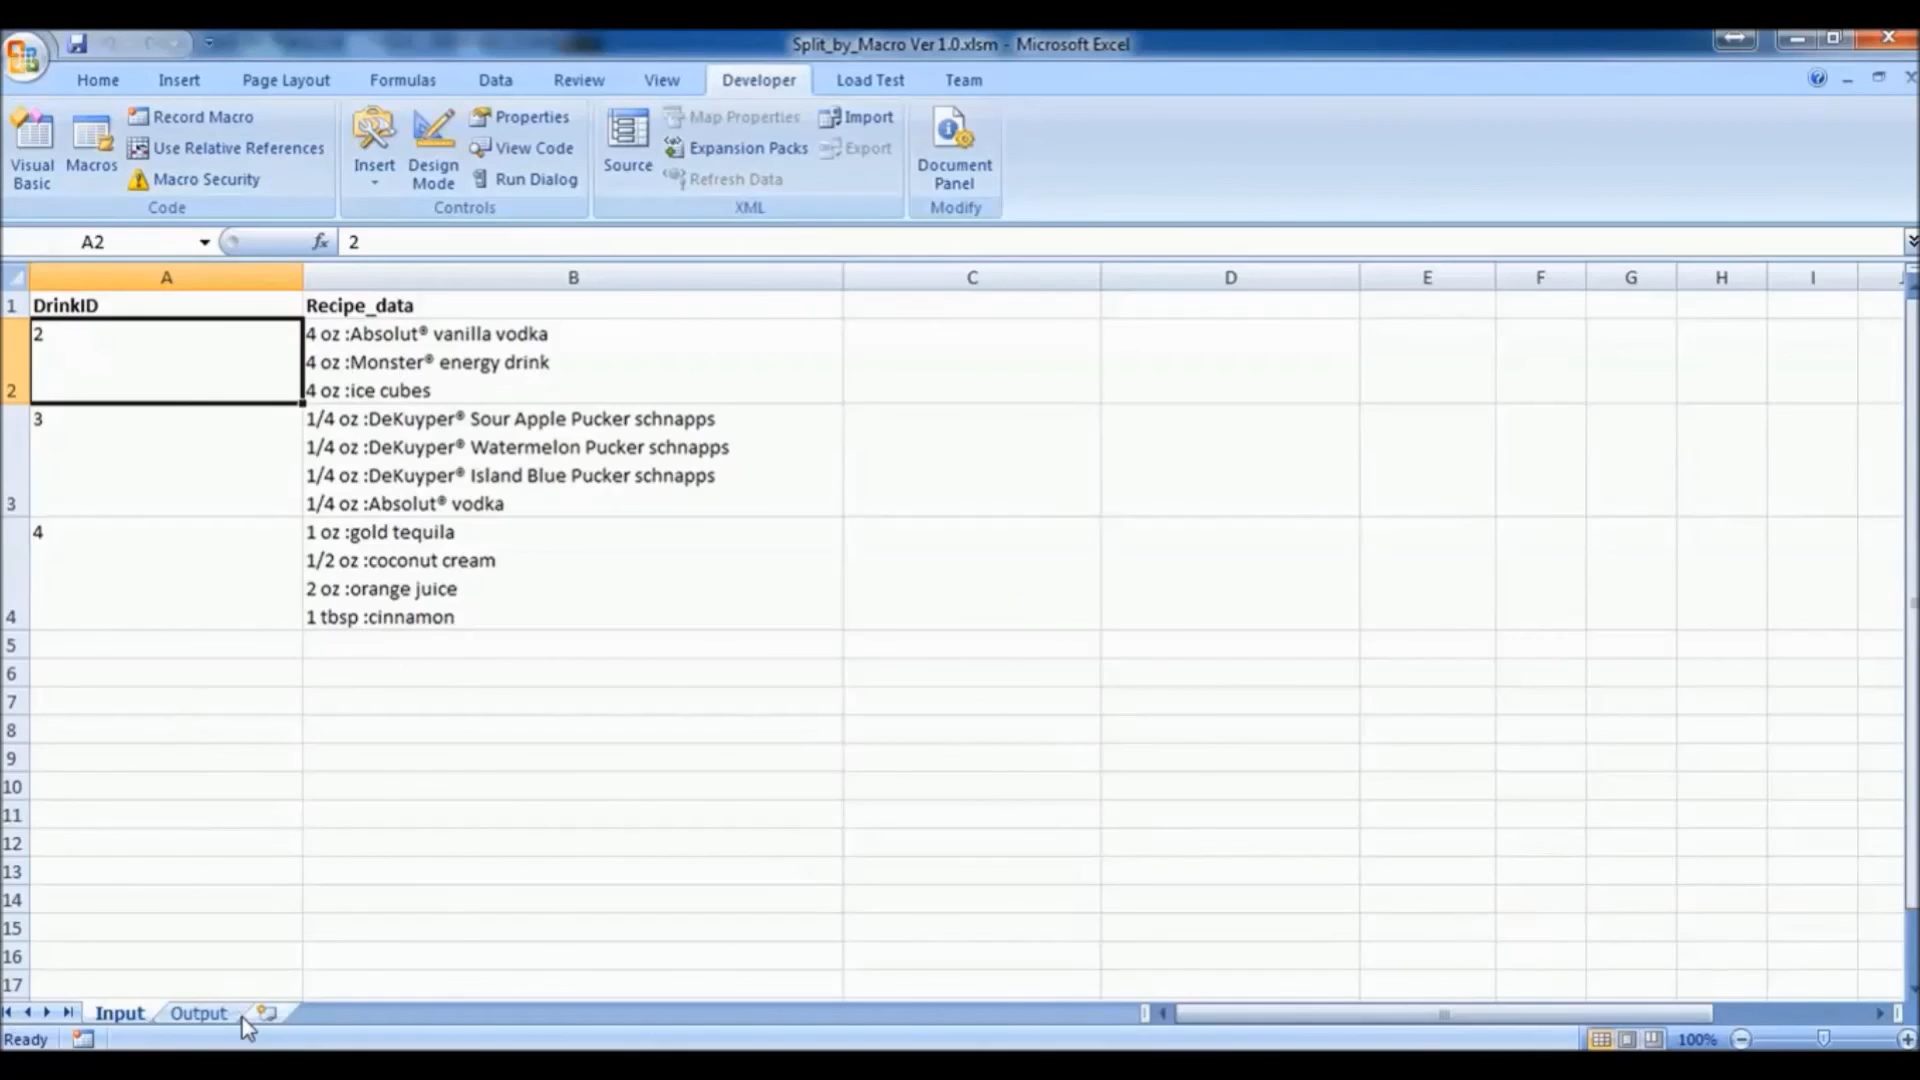 Split_by_Macro Ver 1.0.xlsm - Microsoft Excel
Home Insert Page Layout Formulas Data Review View Developer Load Test Team
Visual Basic
Macros
Record Macro
Use Relative References
Macro Security
Code
Insert
Design Mode
Properties
View Code
Run Dialog
Controls
Source
Map Properties
Expansion Packs
Refresh Data
Import
Export
XML
Document Panel
Modify
A2 fx 2
A B C D E F G H I
1 DrinkID Recipe_data
2 4 oz :Absolut® vanilla vodka
4 oz :Monster® energy drink
2 4 oz :ice cubes
3 1/4 oz :DeKuyper® Sour Apple Pucker schnapps
1/4 oz :DeKuyper® Watermelon Pucker schnapps
1/4 oz :DeKuyper® Island Blue Pucker schnapps
3 1/4 oz :Absolut® vodka
4 1 oz :gold tequila
1/2 oz :coconut cream
2 oz :orange juice
4 1 tbsp :cinnamon
5
6
7
8
9
10
11
12
13
14
15
16
17
Input Output
Ready 100%